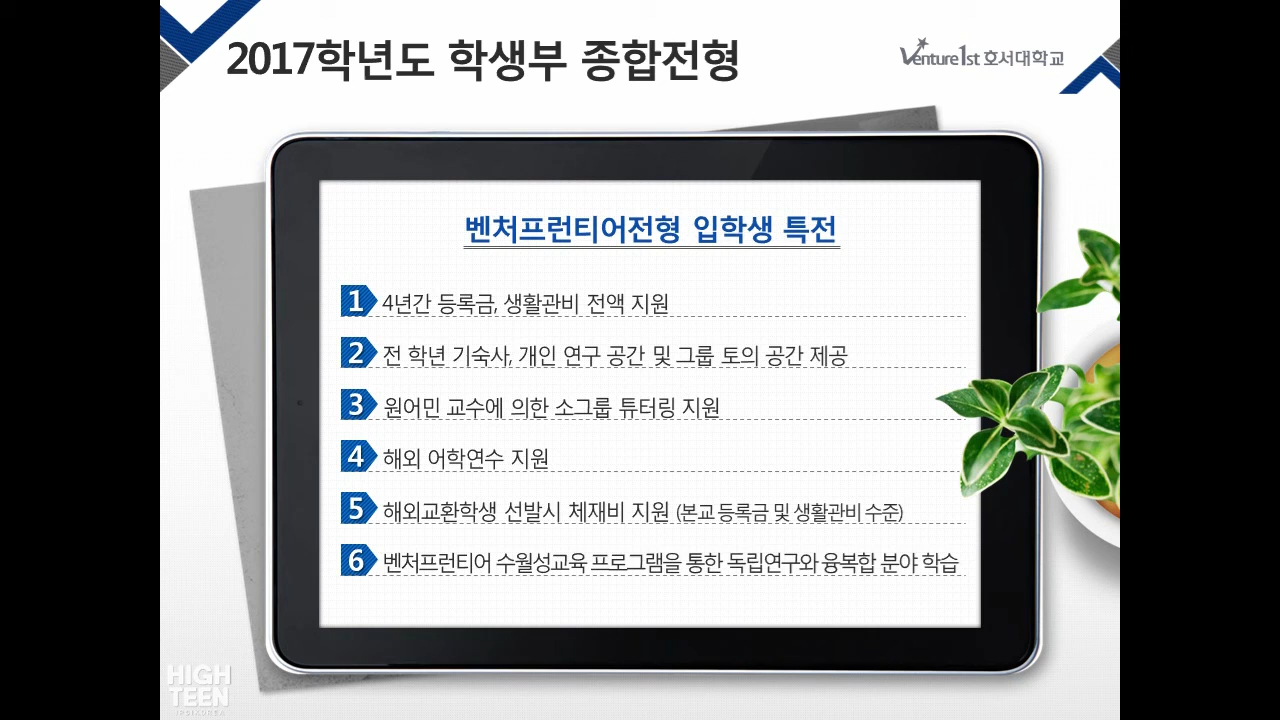 2017학년도 학생부 종합전형
Venture 1st 호서대학교
벤처프런티어전형 입학생 특전
1 4년간 등록금, 생활관비 전액 지원
2 전 학년 기숙사, 개인 연구 공간 및 그룹 토의 공간 제공
3 원어민 교수에 의한 소그룹 튜터링 지원
4 해외 어학연수 지원
5 해외교환학생 선발시 체재비 지원 (본교 등록금 및 생활관비 수준)
6 벤처프런티어 수월성교육 프로그램을 통한 독립연구와 융복합 분야 학습
HIGH
TEEN